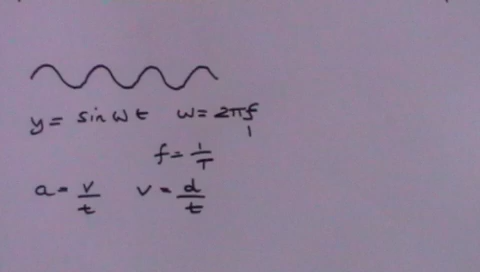 y = sin ωt ω = 2πf
f = 1/T
a = v/t v = d/t